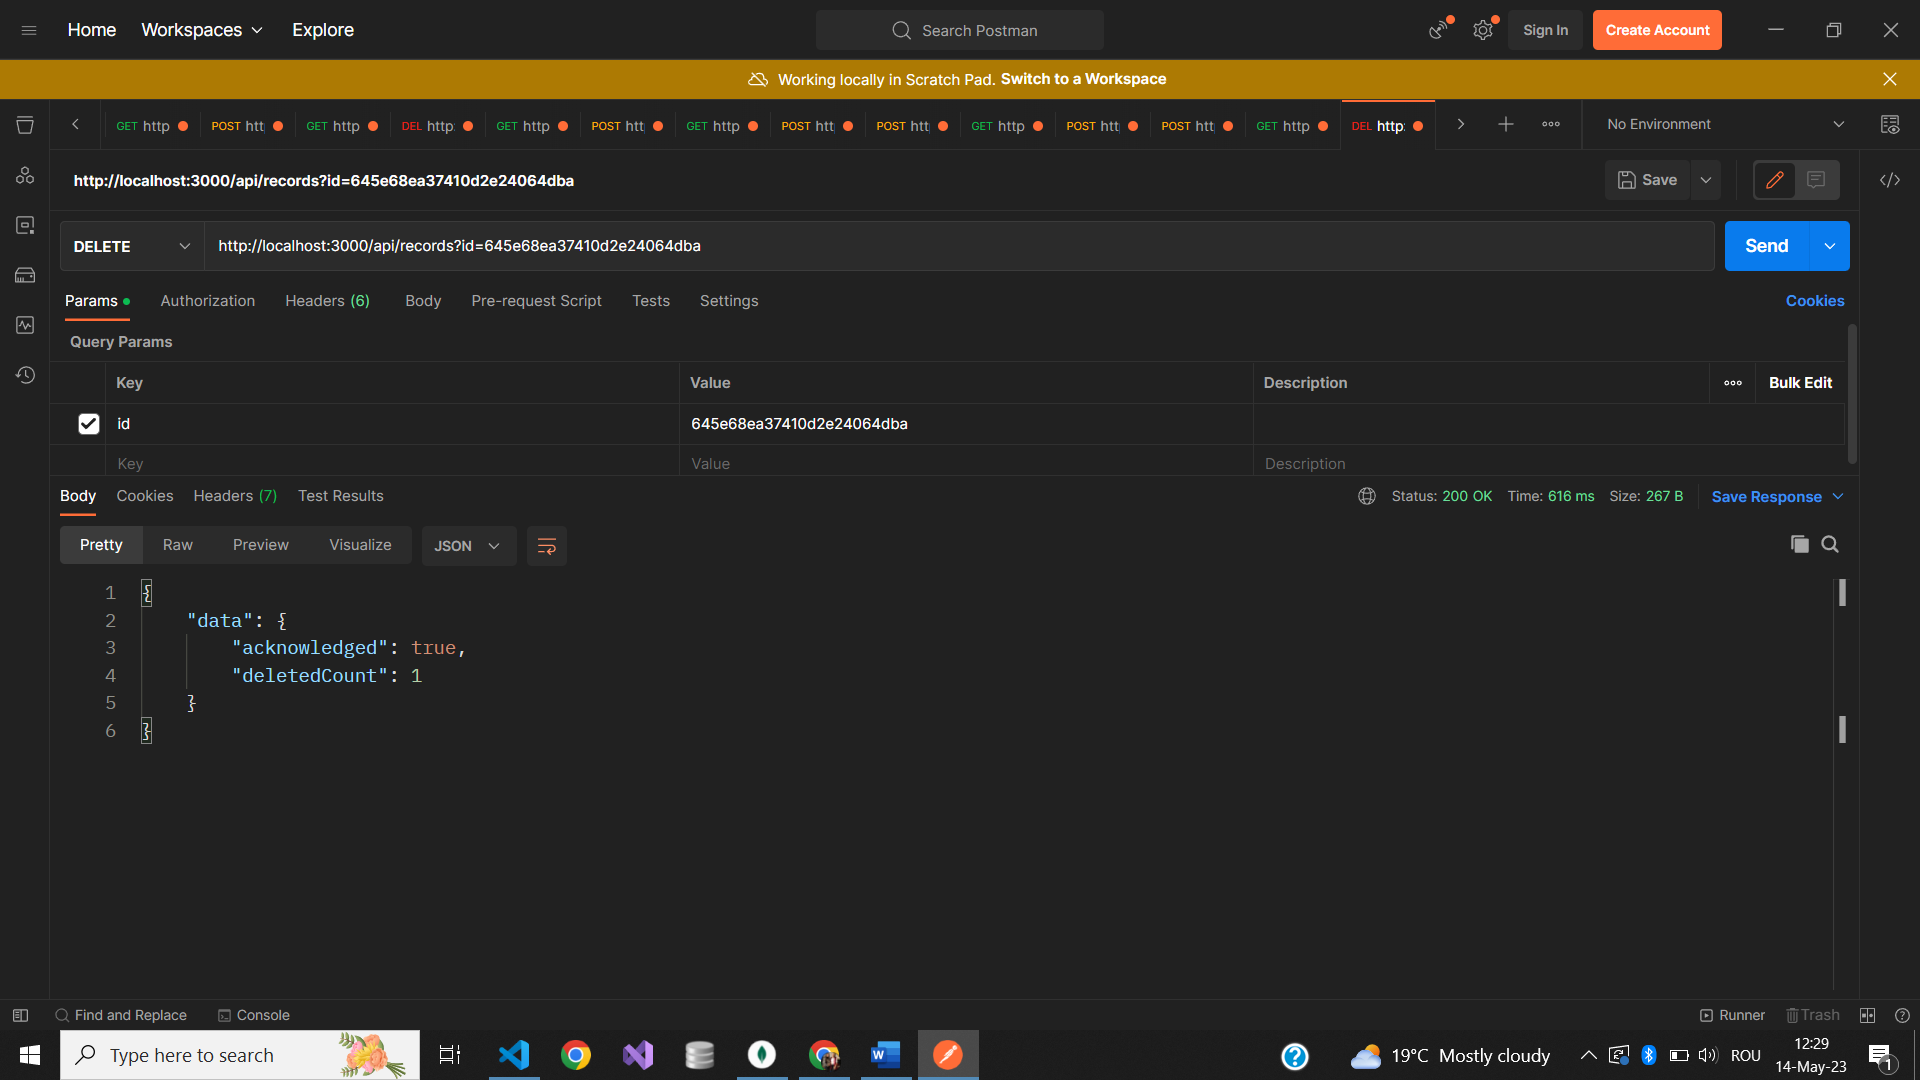 Home Workspaces Explore Search Postman Sign In Create Account
Working locally in Scratch Pad. Switch to a Workspace
GET http POST htt GET http DEL http: GET http POST htt GET http POST htt POST htt GET http POST htt POST htt GET http DEL http: No Environment
http://localhost:3000/api/records?id=645e68ea37410d2e24064dba Save
DELETE http://localhost:3000/api/records?id=645e68ea37410d2e24064dba Send
Params Authorization Headers (6) Body Pre-request Script Tests Settings Cookies
Query Params
Key Value Description Bulk Edit
id 645e68ea37410d2e24064dba
Key Value Description
Body Cookies Headers (7) Test Results Status: 200 OK Time: 616 ms Size: 267 B Save Response
Pretty Raw Preview Visualize JSON
1 {
2 "data": {
3 "acknowledged": true,
4 "deletedCount": 1
5 }
6 }
Find and Replace Console Runner Trash
Type here to search 19°C Mostly cloudy ROU 12:29
14-May-23 1